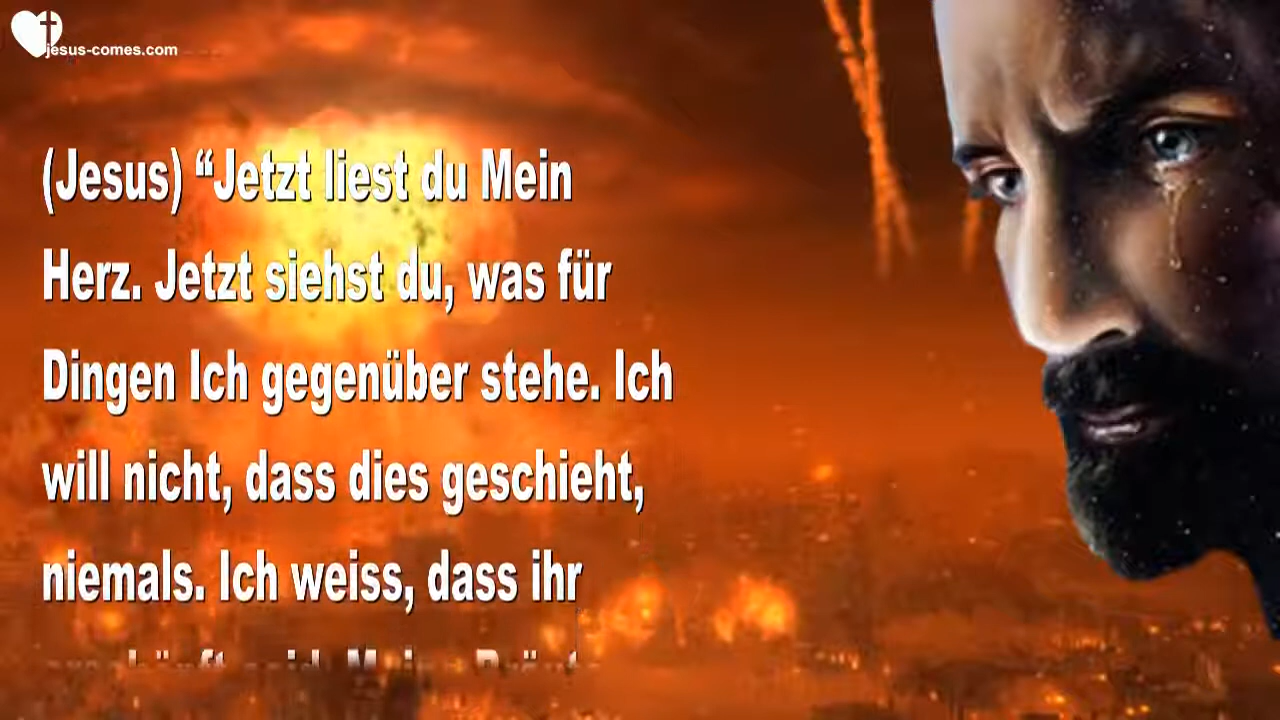 jesus-comes.com
(Jesus) “Jetzt liest du Mein
Herz. Jetzt siehst du, was für
Dingen Ich gegenüber stehe. Ich
will nicht, dass dies geschieht,
niemals. Ich weiss, dass ihr